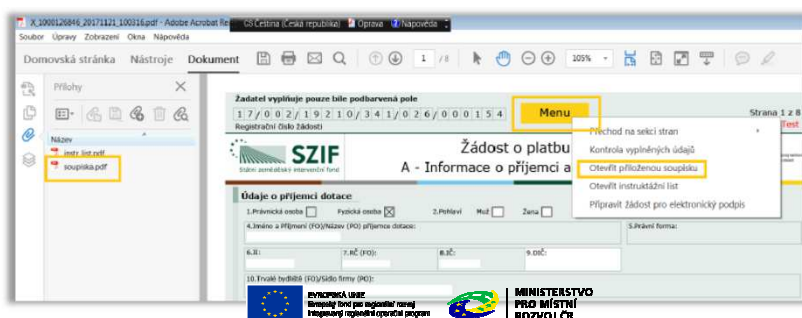 X_1000126846_20171121_100316.pdf - Adobe Acrobat Re
CS Čeština (Česká republika) Oprava Nápověda
Soubor Úpravy Zobrazení Okna Nápověda
Domovská stránka Nástroje Dokument 1 / 8 105%
Přílohy
Název
instr_list.pdf
soupiska.pdf
Žadatel vyplňuje pouze bíle podbarvená pole
17/002/19210/341/026/000154
Registrační číslo žádosti
Menu
Strana 1 z 8
Test
Přechod na sekci stran
Kontrola vyplněných údajů
Otevřít přiloženou soupisku
Otevřít instruktážní list
Připravit žádost pro elektronický podpis
SZIF
Státní zemědělský intervenční fond
Žádost o platbu
A - Informace o příjemci a
Údaje o příjemci dotace
1.Právnická osoba Fyzická osoba 2.Pohlaví Muž Žena
4.Jméno a Příjmení (FO)/Název (PO) příjemce dotace: 5.Právní forma:
7.RČ (FO): 8.IČ: 9.DIČ:
10.Trvalé bydliště (FO)/Sídlo firmy (PO):
EVROPSKÁ UNIE
Evropský fond pro regionální rozvoj
Integrovaný regionální operační program
MINISTERSTVO
PRO MÍSTNÍ
ROZVOJ ČR